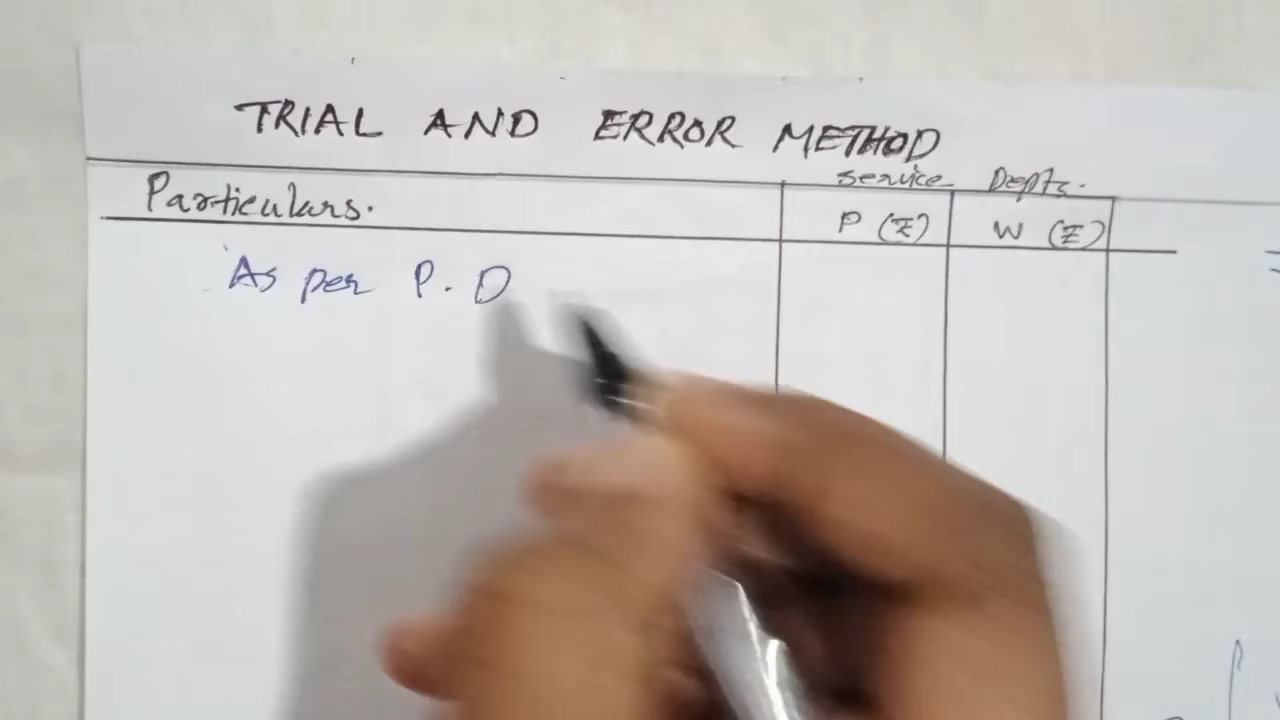 TRIAL AND ERROR METHOD
Service Depts.
Particulars. P (₹) W (₹)
As per P. D